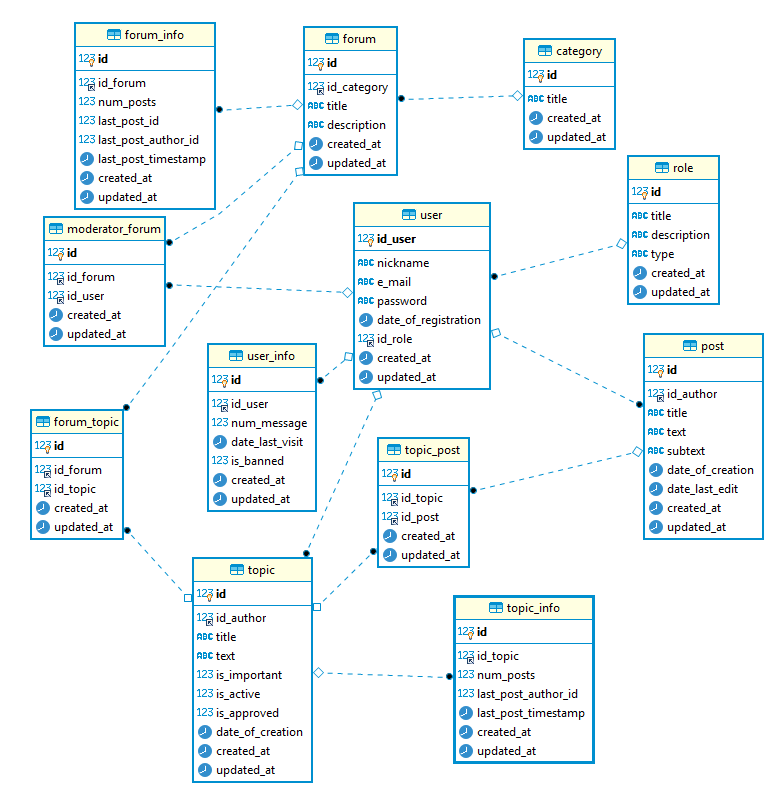 forum_info
123 id
123 id_forum
123 num_posts
123 last_post_id
123 last_post_author_id
last_post_timestamp
created_at
updated_at
forum
123 id
123 id_category
ABC title
ABC description
created_at
updated_at
category
123 id
ABC title
created_at
updated_at
role
123 id
ABC title
ABC description
ABC type
created_at
updated_at
moderator_forum
123 id
123 id_forum
123 id_user
created_at
updated_at
user
123 id_user
ABC nickname
ABC e_mail
ABC password
date_of_registration
123 id_role
created_at
updated_at
user_info
123 id
123 id_user
123 num_message
date_last_visit
123 is_banned
created_at
updated_at
post
123 id
123 id_author
ABC title
ABC text
ABC subtext
date_of_creation
date_last_edit
created_at
updated_at
forum_topic
123 id
123 id_forum
123 id_topic
created_at
updated_at
topic_post
123 id
123 id_topic
123 id_post
created_at
updated_at
topic
123 id
123 id_author
ABC title
ABC text
123 is_important
123 is_active
123 is_approved
date_of_creation
created_at
updated_at
topic_info
123 id
123 id_topic
123 num_posts
123 last_post_author_id
last_post_timestamp
created_at
updated_at